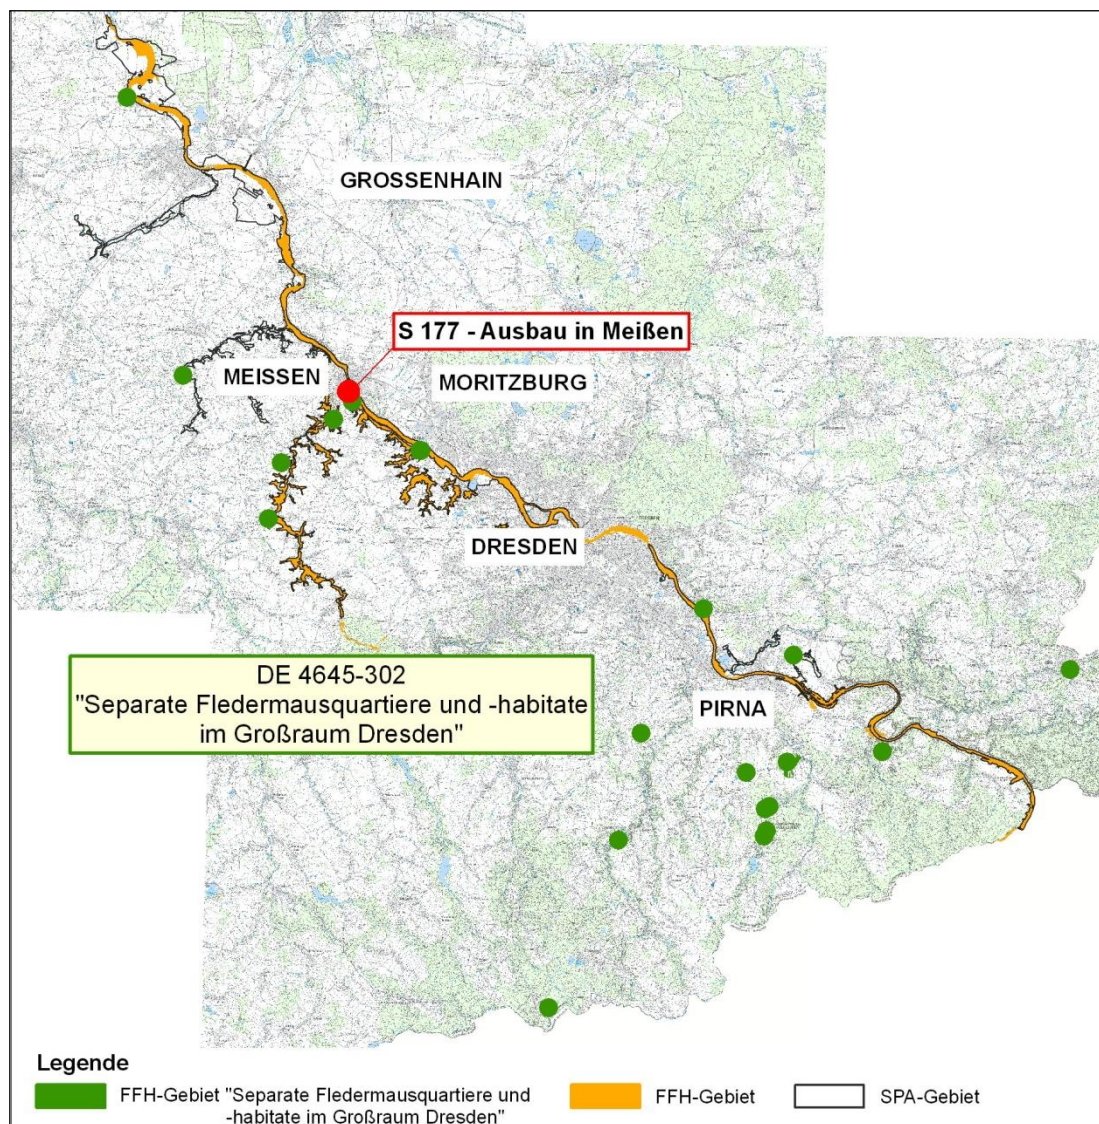 GROSSENHAIN
S 177 - Ausbau in Meißen
MEISSEN
MORITZBURG
DRESDEN
DE 4645-302
"Separate Fledermausquartiere und -habitate
im Großraum Dresden"
PIRNA
Legende
FFH-Gebiet "Separate Fledermausquartiere und
-habitate im Großraum Dresden"
FFH-Gebiet
SPA-Gebiet